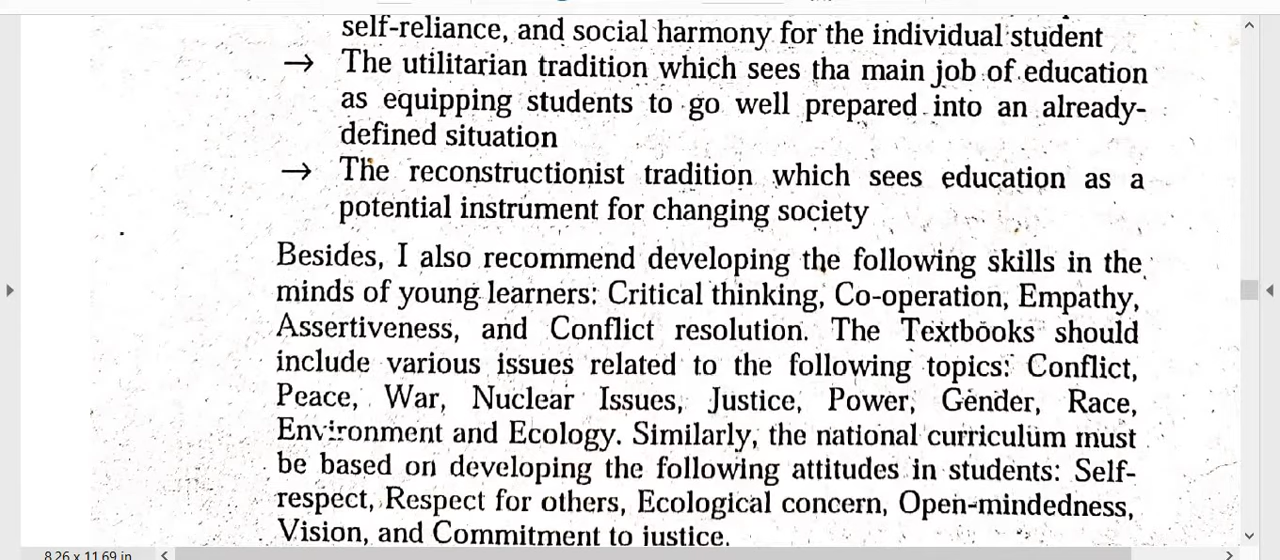 self-reliance, and social harmony for the individual student
→ The utilitarian tradition which sees tha main job of education
as equipping students to go well prepared into an already-
defined situation
→ The reconstructionist tradition which sees education as a
potential instrument for changing society
Besides, I also recommend developing the following skills in the
minds of young learners: Critical thinking, Co-operation, Empathy,
Assertiveness, and Conflict resolution. The Textbooks should
include various issues related to the following topics: Conflict,
Peace, War, Nuclear Issues, Justice, Power, Gender, Race,
Environment and Ecology. Similarly, the national curriculum must
be based on developing the following attitudes in students: Self-
respect, Respect for others, Ecological concern, Open-mindedness,
Vision, and Commitment to justice.
8.26 x 11.69 in